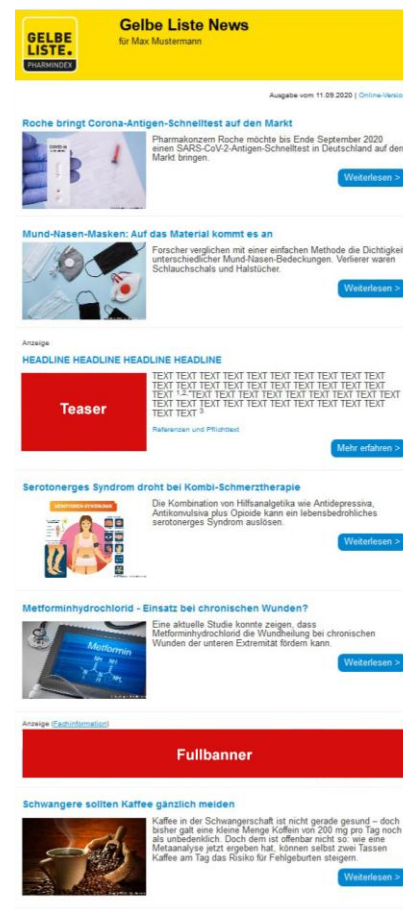 GELBE
LISTE.
PHARMINDEX
Gelbe Liste News
für Max Mustermann
Ausgabe vom 11.09.2020 | Online-Versio
Roche bringt Corona-Antigen-Schnelltest auf den Markt
Pharmakonzern Roche möchte bis Ende September 2020
einen SARS-CoV-2-Antigen-Schnelltest in Deutschland auf den
Markt bringen.
Weiterlesen >
Mund-Nasen-Masken: Auf das Material kommt es an
Forscher verglichen mit einer einfachen Methode die Dichtigkei
unterschiedlicher Mund-Nasen-Bedeckungen. Verlierer waren
Schlauchschals und Halstücher.
Weiterlesen >
Anzeige
HEADLINE HEADLINE HEADLINE HEADLINE
Teaser
TEXT TEXT TEXT TEXT TEXT TEXT TEXT TEXT TEXT
TEXT TEXT TEXT TEXT TEXT TEXT TEXT TEXT TEXT
TEXT 1,2 TEXT TEXT TEXT TEXT TEXT TEXT TEXT TEXT
TEXT TEXT TEXT TEXT TEXT TEXT TEXT TEXT TEXT
TEXT TEXT 3
Referenzen und Pflichttext
Mehr erfahren >
Serotonerges Syndrom droht bei Kombi-Schmerztherapie
Die Kombination von Hilfsanalgetika wie Antidepressiva,
Antikonvulsiva plus Opioide kann ein lebensbedrohliches
serotonerges Syndrom auslösen.
Weiterlesen >
Metforminhydrochlorid - Einsatz bei chronischen Wunden?
Metformin
Eine aktuelle Studie konnte zeigen, dass
Metforminhydrochlorid die Wundheilung bei chronischen
Wunden der unteren Extremität fördern kann.
Weiterlesen >
Anzeige (Fachinformation)
Fullbanner
Schwangere sollten Kaffee gänzlich meiden
Kaffee in der Schwangerschaft ist nicht gerade gesund – doch
bisher galt eine kleine Menge Koffein von 200 mg pro Tag noch
als unbedenklich. Doch dem ist offenbar nicht so: wie eine
Metaanalyse jetzt ergeben hat, können selbst zwei Tassen
Kaffee am Tag das Risiko für Fehlgeburten steigern.
Weiterlesen >